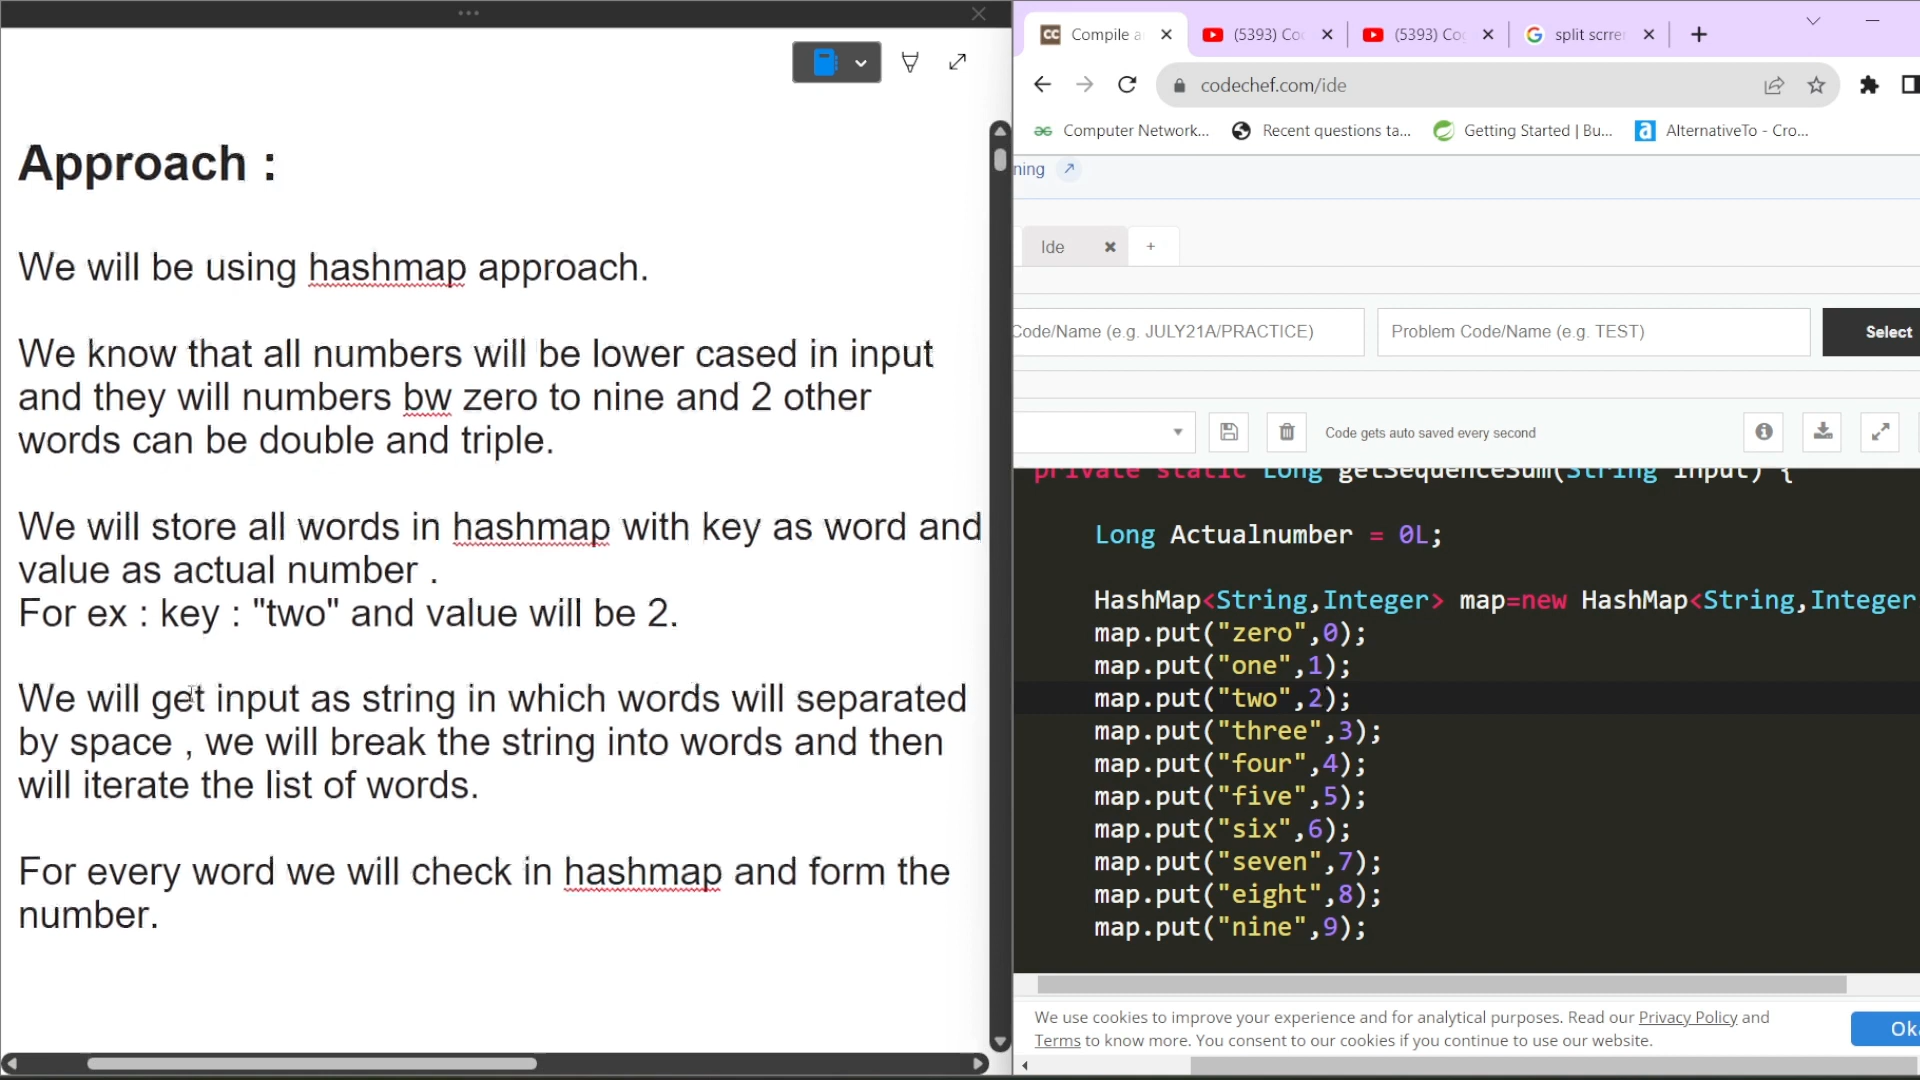 Approach :
We will be using hashmap approach.
We know that all numbers will be lower cased in input
and they will numbers bw zero to nine and 2 other
words can be double and triple.
We will store all words in hashmap with key as word and
value as actual number .
For ex : key : "two" and value will be 2.
We will get input as string in which words will separated
by space , we will break the string into words and then
will iterate the list of words.
For every word we will check in hashmap and form the
number.
Compile a
(5393) Co
(5393) Co
split scrre
codechef.com/ide
Computer Network...
Recent questions ta...
Getting Started | Bu...
AlternativeTo - Cro...
ning
Ide
Code/Name (e.g. JULY21A/PRACTICE)
Problem Code/Name (e.g. TEST)
Select
Code gets auto saved every second
private static Long getSequenceSum(String input) {
Long Actualnumber = 0L;
HashMap<String,Integer> map=new HashMap<String,Integer
map.put("zero",0);
map.put("one",1);
map.put("two",2);
map.put("three",3);
map.put("four",4);
map.put("five",5);
map.put("six",6);
map.put("seven",7);
map.put("eight",8);
map.put("nine",9);
We use cookies to improve your experience and for analytical purposes. Read our Privacy Policy and
Terms to know more. You consent to our cookies if you continue to use our website.
Ok